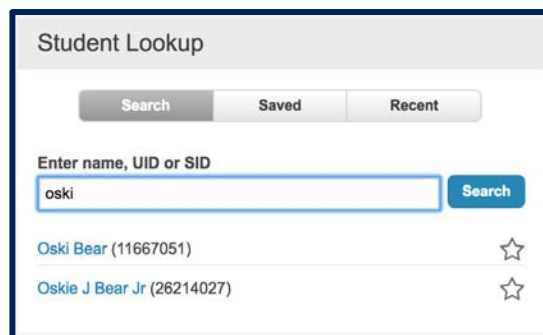 Student Lookup
Search Saved Recent
Enter name, UID or SID
oski Search
Oski Bear (11667051)
Oskie J Bear Jr (26214027)